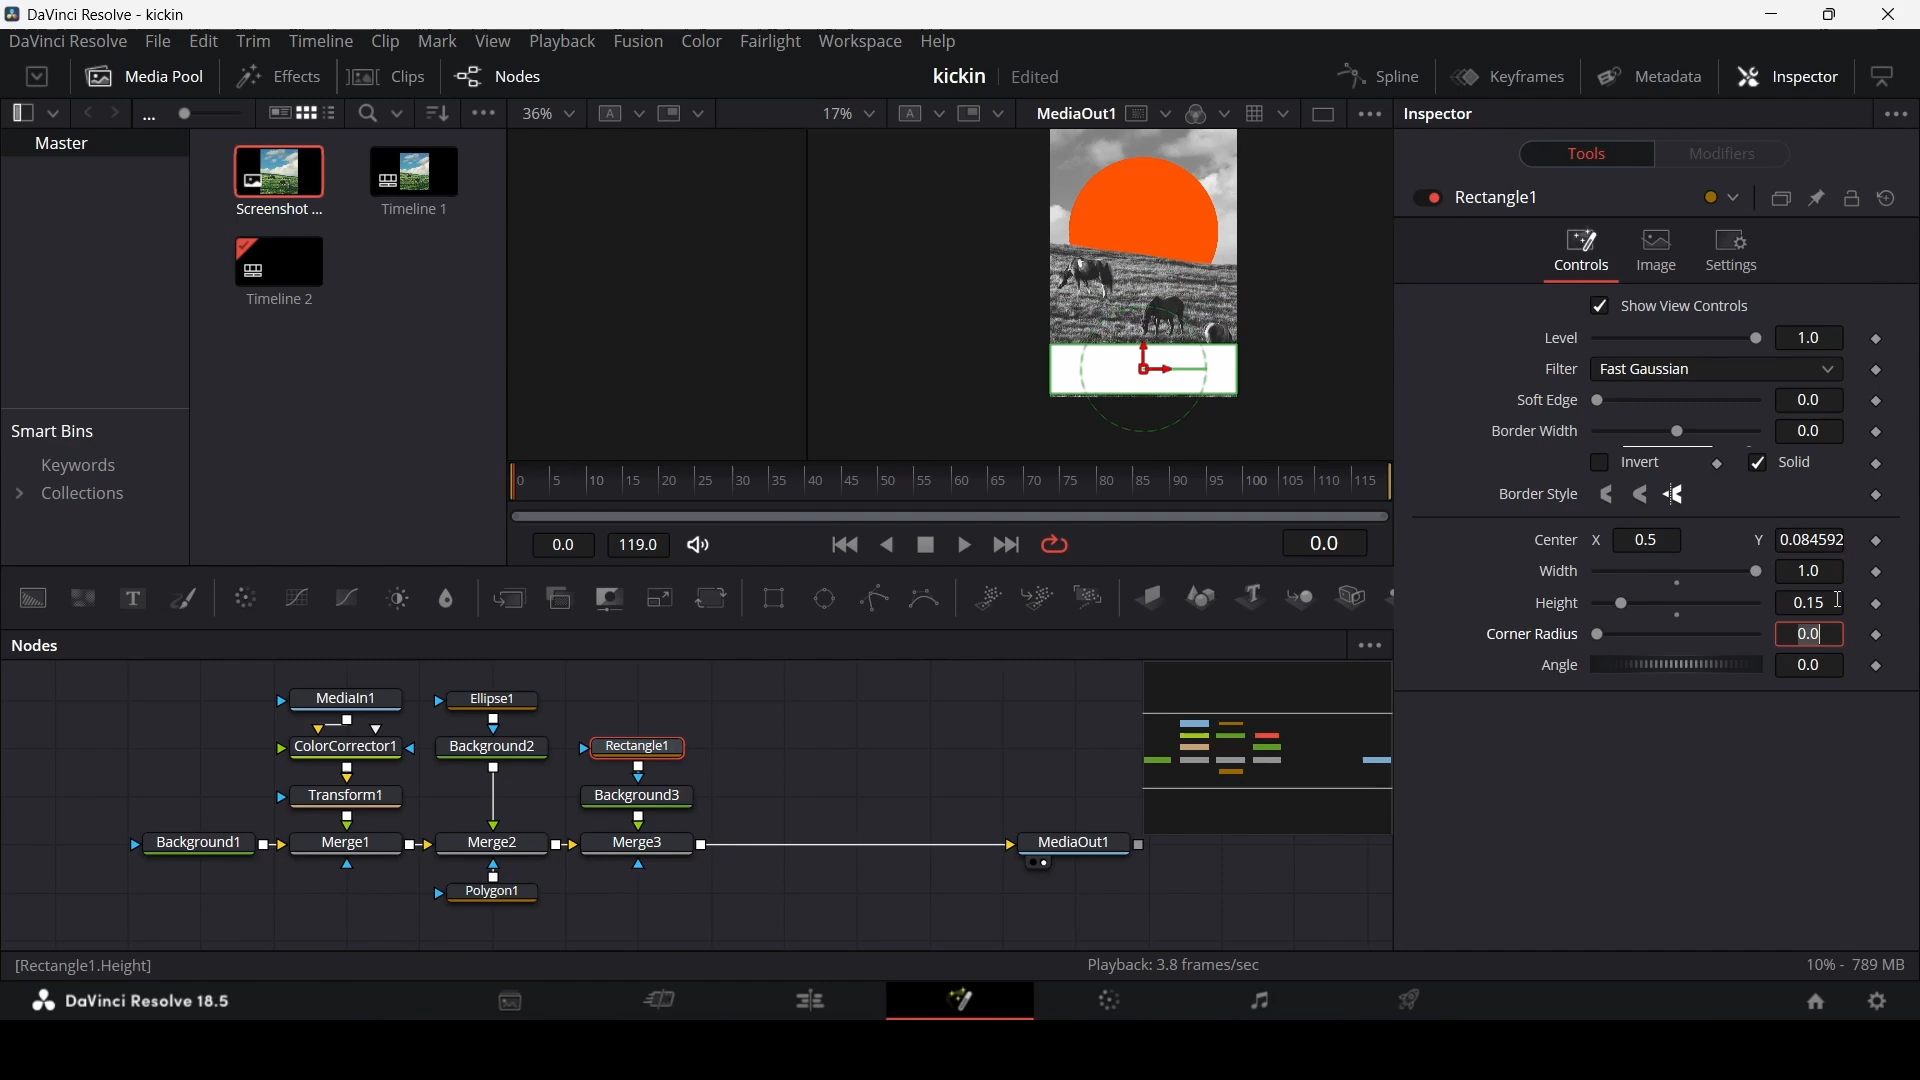 DaVinci Resolve - kickin
DaVinci Resolve File Edit Trim Timeline Clip Mark View Playback Fusion Color Fairlight Workspace Help
Media Pool Effects Clips Nodes kickin Edited Spline Keyframes Metadata Inspector
... 36% A 17% A MediaOut1 Inspector
Master
Screenshot ...
Timeline 1
Timeline 2
Tools Modifiers
Rectangle1
Controls Image Settings
Show View Controls
Level 1.0
Filter Fast Gaussian
Soft Edge 0.0
Border Width 0.0
Invert Solid
Border Style
Center X 0.5 Y 0.084592
Width 1.0
Height 0.15
Corner Radius 0.0
Angle 0.0
Smart Bins
Keywords
Collections
0 5 10 15 20 25 30 35 40 45 50 55 60 65 70 75 80 85 90 95 100 105 110 115
0.0 119.0 0.0
T T
Nodes
MediaIn1 Ellipse1
ColorCorrector1 Background2 Rectangle1
Transform1 Background3
Background1 Merge1 Merge2 Merge3 MediaOut1
Polygon1
[Rectangle1.Height] Playback: 3.8 frames/sec 10% - 789 MB
DaVinci Resolve 18.5